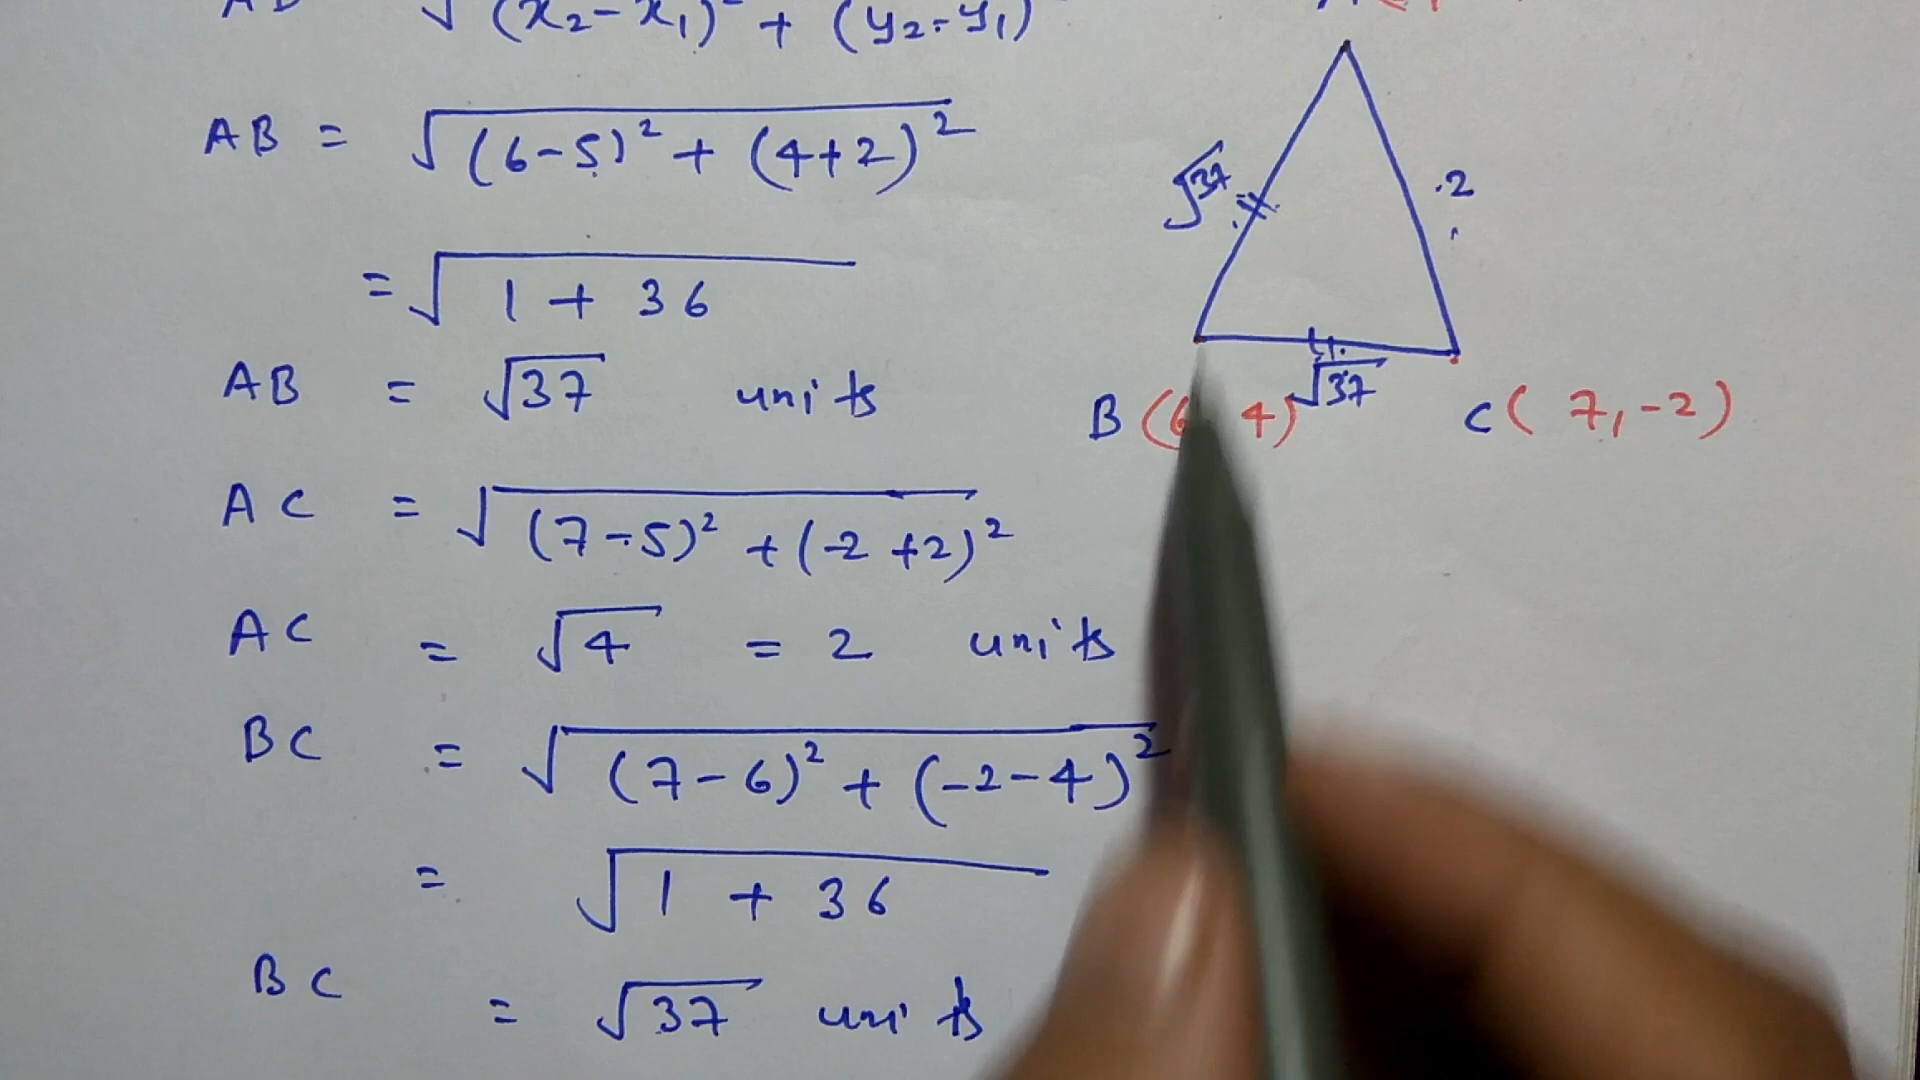 √(x₂-x₁)² + (y₂-y₁)
AB = √(6-5)² + (4+2)²
= √1 + 36
AB = √37 units
AC = √(7-5)² + (-2+2)²
AC = √4 = 2 units
BC = √(7-6)² + (-2-4)²
= √1 + 36
BC = √37 units
√37
2
√37
B (6 4)
C (7,-2)